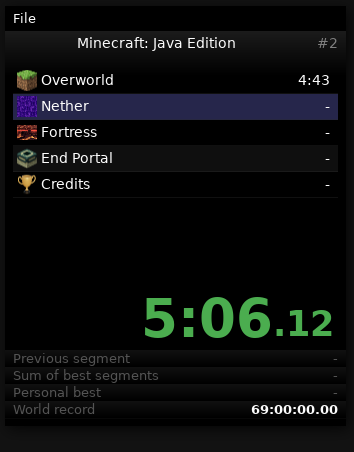 File
Minecraft: Java Edition #2
Overworld 4:43
Nether -
Fortress -
End Portal -
Credits -
5:06.12
Previous segment -
Sum of best segments -
Personal best -
World record 69:00:00.00